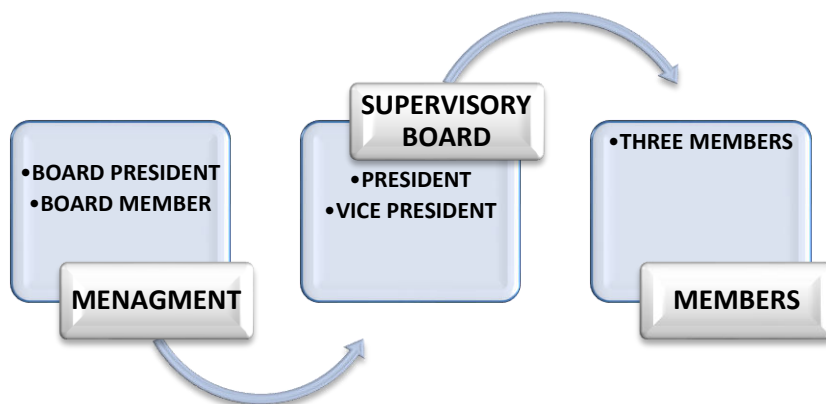 •BOARD PRESIDENT
•BOARD MEMBER
MENAGMENT
SUPERVISORY
BOARD
•PRESIDENT
•VICE PRESIDENT
•THREE MEMBERS
MEMBERS